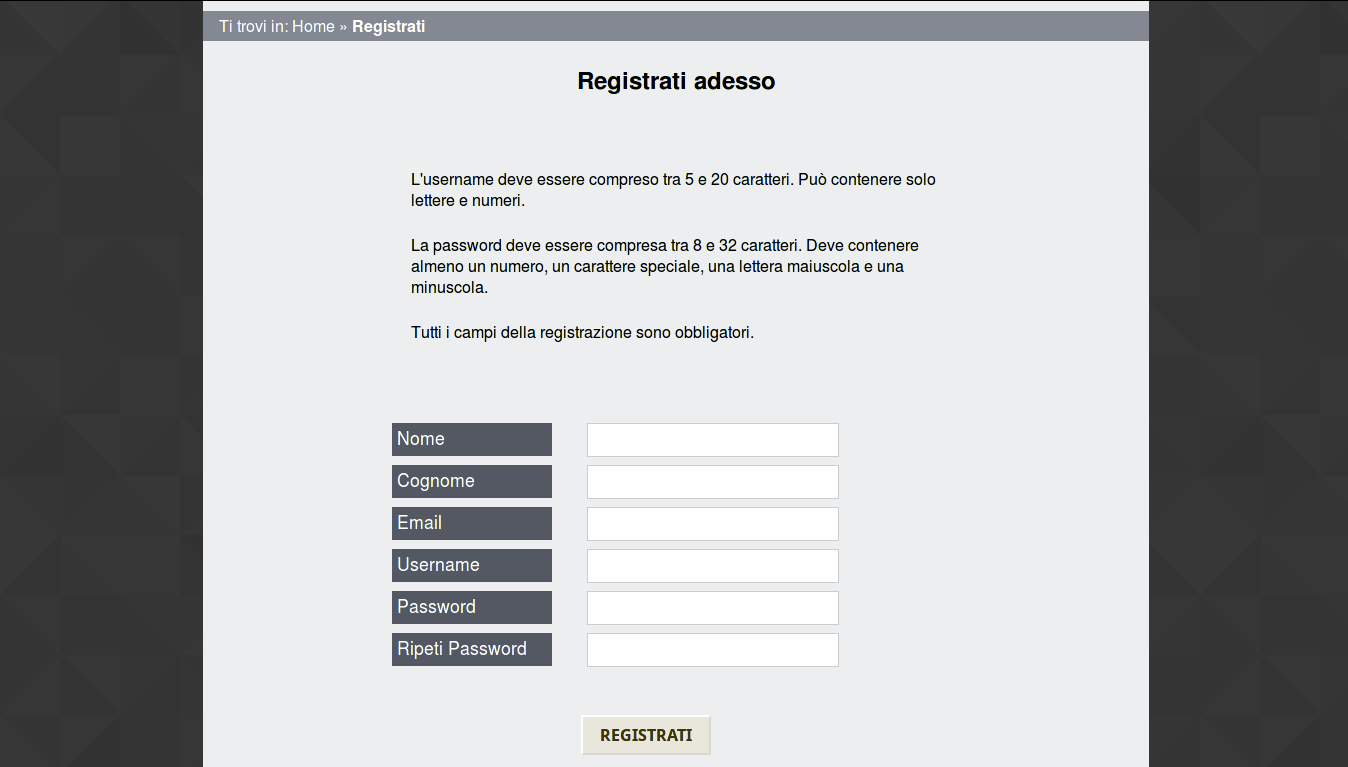 Ti trovi in: Home » Registrati
Registrati adesso
L'username deve essere compreso tra 5 e 20 caratteri. Può contenere solo
lettere e numeri.
La password deve essere compresa tra 8 e 32 caratteri. Deve contenere
almeno un numero, un carattere speciale, una lettera maiuscola e una
minuscola.
Tutti i campi della registrazione sono obbligatori.
Nome
Cognome
Email
Username
Password
Ripeti Password
REGISTRATI